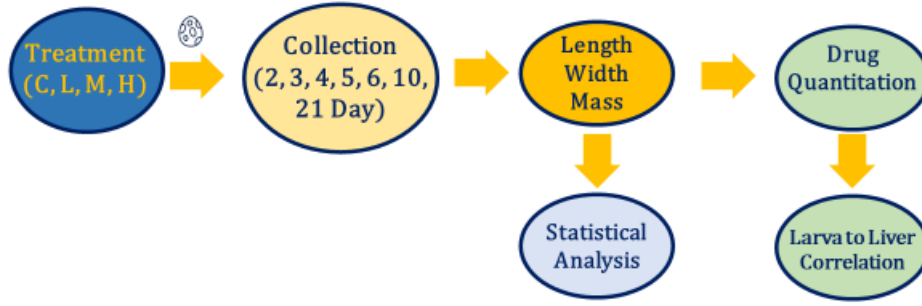 Treatment
(C, L, M, H)
Collection
(2, 3, 4, 5, 6, 10,
21 Day)
Length
Width
Mass
Drug
Quantitation
Statistical
Analysis
Larva to Liver
Correlation